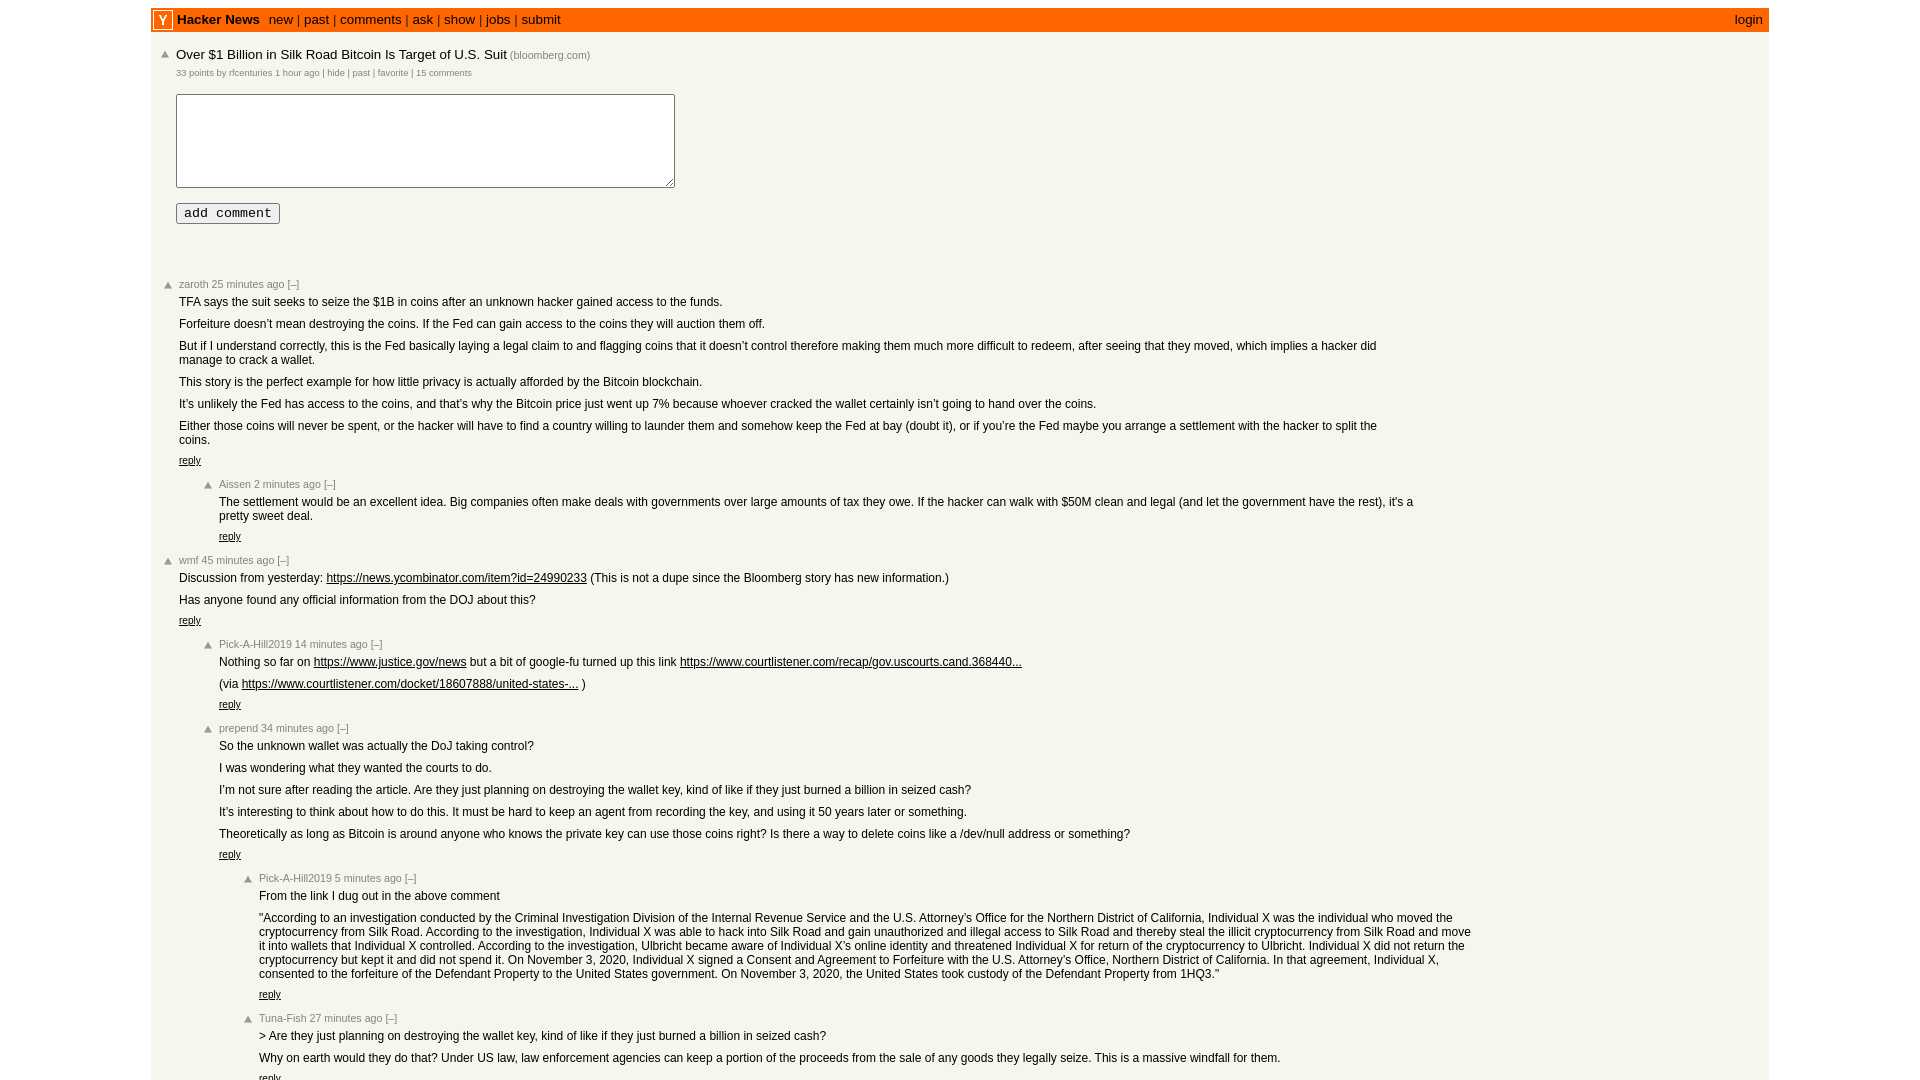 Y Hacker News new | past | comments | ask | show | jobs | submit login
Over $1 Billion in Silk Road Bitcoin Is Target of U.S. Suit (bloomberg.com)
33 points by rfcenturies 1 hour ago | hide | past | favorite | 15 comments
add comment
zaroth 25 minutes ago [–]
TFA says the suit seeks to seize the $1B in coins after an unknown hacker gained access to the funds.
Forfeiture doesn’t mean destroying the coins. If the Fed can gain access to the coins they will auction them off.
But if I understand correctly, this is the Fed basically laying a legal claim to and flagging coins that it doesn’t control therefore making them much more difficult to redeem, after seeing that they moved, which implies a hacker did
manage to crack a wallet.
This story is the perfect example for how little privacy is actually afforded by the Bitcoin blockchain.
It’s unlikely the Fed has access to the coins, and that’s why the Bitcoin price just went up 7% because whoever cracked the wallet certainly isn’t going to hand over the coins.
Either those coins will never be spent, or the hacker will have to find a country willing to launder them and somehow keep the Fed at bay (doubt it), or if you’re the Fed maybe you arrange a settlement with the hacker to split the
coins.
reply
Aissen 2 minutes ago [–]
The settlement would be an excellent idea. Big companies often make deals with governments over large amounts of tax they owe. If the hacker can walk with $50M clean and legal (and let the government have the rest), it's a
pretty sweet deal.
reply
wmf 45 minutes ago [–]
Discussion from yesterday: https://news.ycombinator.com/item?id=24990233 (This is not a dupe since the Bloomberg story has new information.)
Has anyone found any official information from the DOJ about this?
reply
Pick-A-Hill2019 14 minutes ago [–]
Nothing so far on https://www.justice.gov/news but a bit of google-fu turned up this link https://www.courtlistener.com/recap/gov.uscourts.cand.368440...
(via https://www.courtlistener.com/docket/18607888/united-states-... )
reply
prepend 34 minutes ago [–]
So the unknown wallet was actually the DoJ taking control?
I was wondering what they wanted the courts to do.
I’m not sure after reading the article. Are they just planning on destroying the wallet key, kind of like if they just burned a billion in seized cash?
It’s interesting to think about how to do this. It must be hard to keep an agent from recording the key, and using it 50 years later or something.
Theoretically as long as Bitcoin is around anyone who knows the private key can use those coins right? Is there a way to delete coins like a /dev/null address or something?
reply
Pick-A-Hill2019 5 minutes ago [–]
From the link I dug out in the above comment
"According to an investigation conducted by the Criminal Investigation Division of the Internal Revenue Service and the U.S. Attorney’s Office for the Northern District of California, Individual X was the individual who moved the
cryptocurrency from Silk Road. According to the investigation, Individual X was able to hack into Silk Road and gain unauthorized and illegal access to Silk Road and thereby steal the illicit cryptocurrency from Silk Road and move
it into wallets that Individual X controlled. According to the investigation, Ulbricht became aware of Individual X’s online identity and threatened Individual X for return of the cryptocurrency to Ulbricht. Individual X did not return the
cryptocurrency but kept it and did not spend it. On November 3, 2020, Individual X signed a Consent and Agreement to Forfeiture with the U.S. Attorney’s Office, Northern District of California. In that agreement, Individual X,
consented to the forfeiture of the Defendant Property to the United States government. On November 3, 2020, the United States took custody of the Defendant Property from 1HQ3."
reply
Tuna-Fish 27 minutes ago [–]
> Are they just planning on destroying the wallet key, kind of like if they just burned a billion in seized cash?
Why on earth would they do that? Under US law, law enforcement agencies can keep a portion of the proceeds from the sale of any goods they legally seize. This is a massive windfall for them.
reply